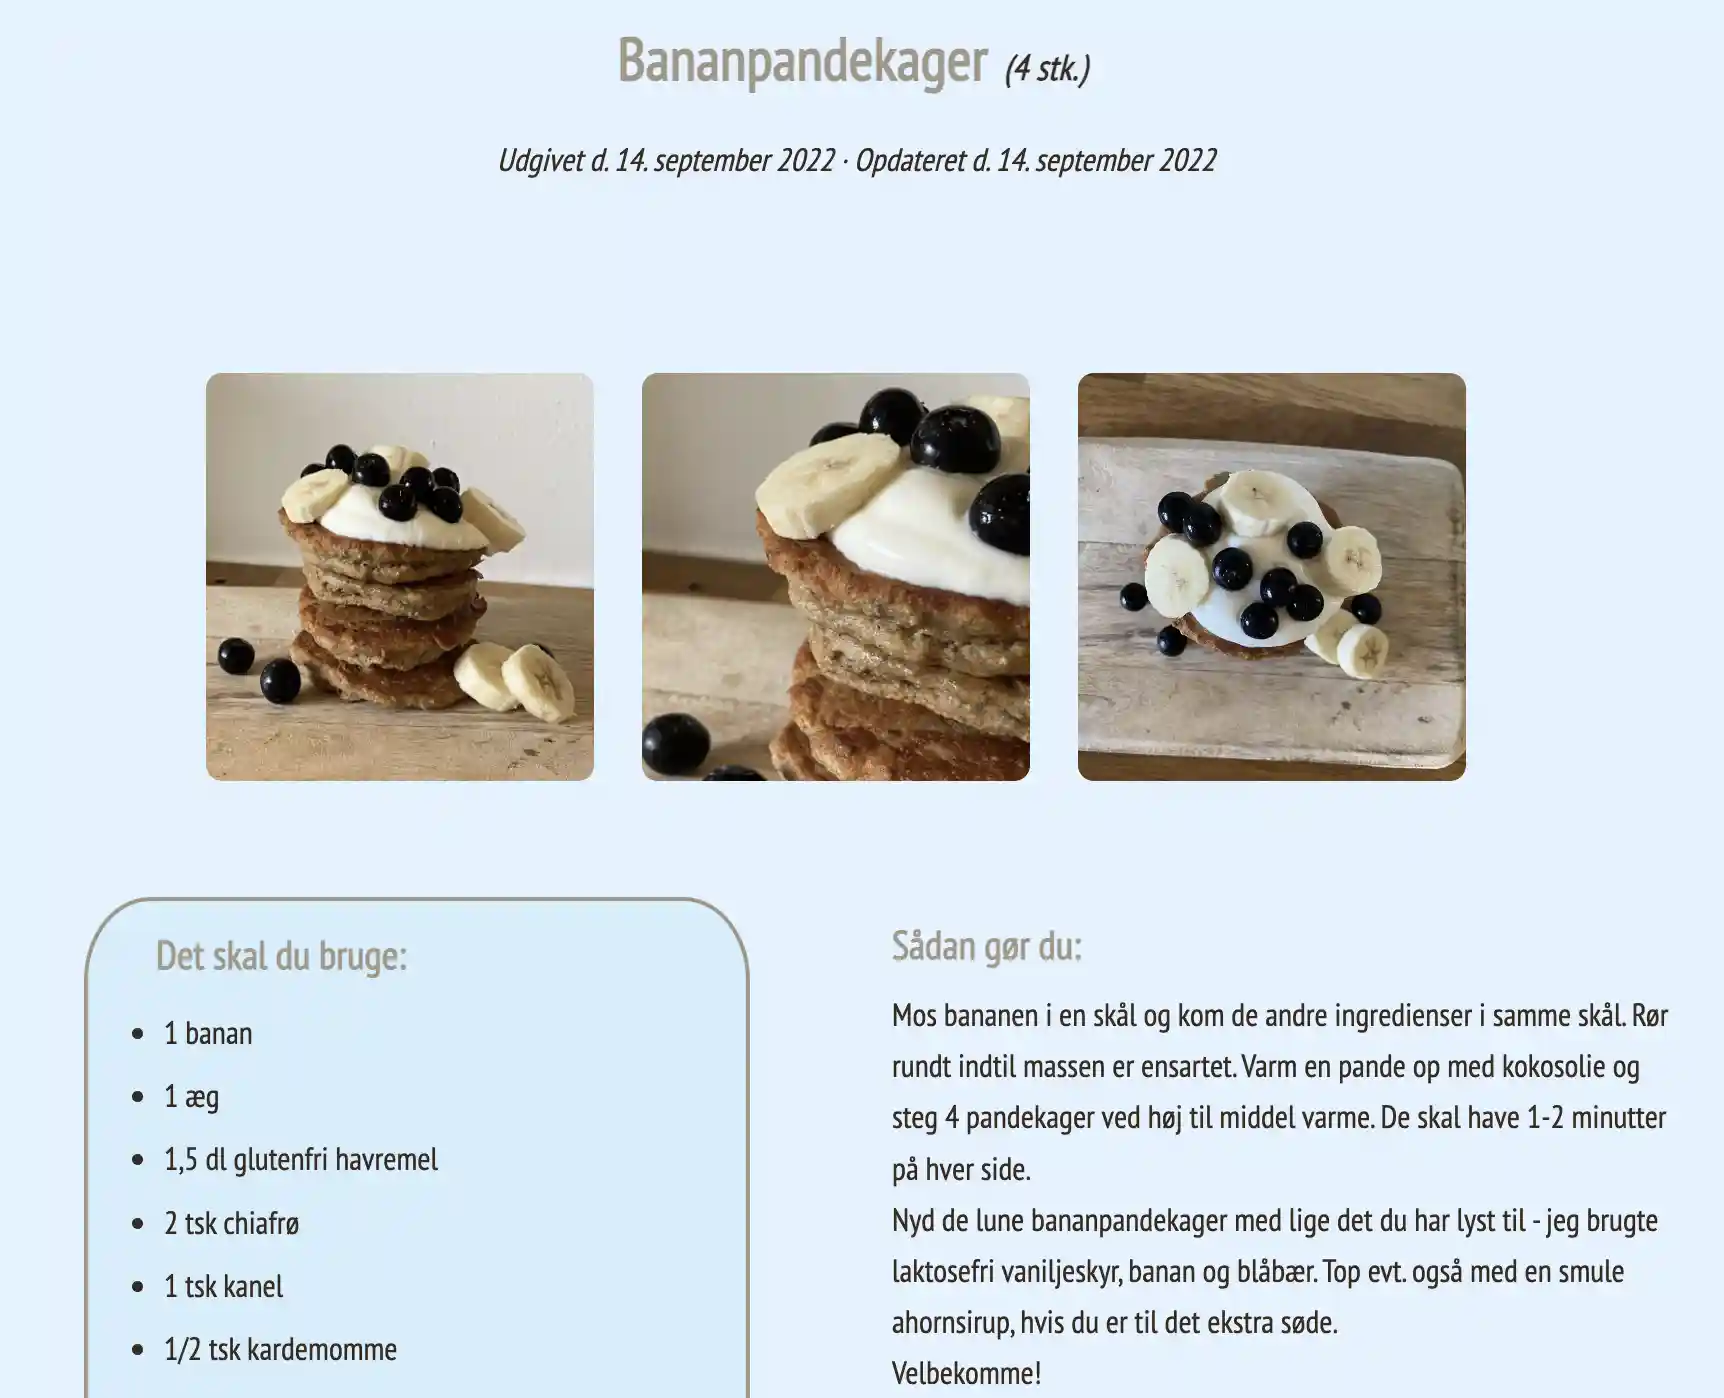 Bananpandekager (4 stk.)
Udgivet d. 14. september 2022 · Opdateret d. 14. september 2022
Det skal du bruge:
• 1 banan
• 1 æg
• 1,5 dl glutenfri havremel
• 2 tsk chiafrø
• 1 tsk kanel
• 1/2 tsk kardemomme
Sådan gør du:
Mos bananen i en skål og kom de andre ingredienser i samme skål. Rør
rundt indtil massen er ensartet. Varm en pande op med kokosolie og
steg 4 pandekager ved høj til middel varme. De skal have 1-2 minutter
på hver side.
Nyd de lune bananpandekager med lige det du har lyst til - jeg brugte
laktosefri vaniljeskyr, banan og blåbær. Top evt. også med en smule
ahornsirup, hvis du er til det ekstra søde.
Velbekomme!